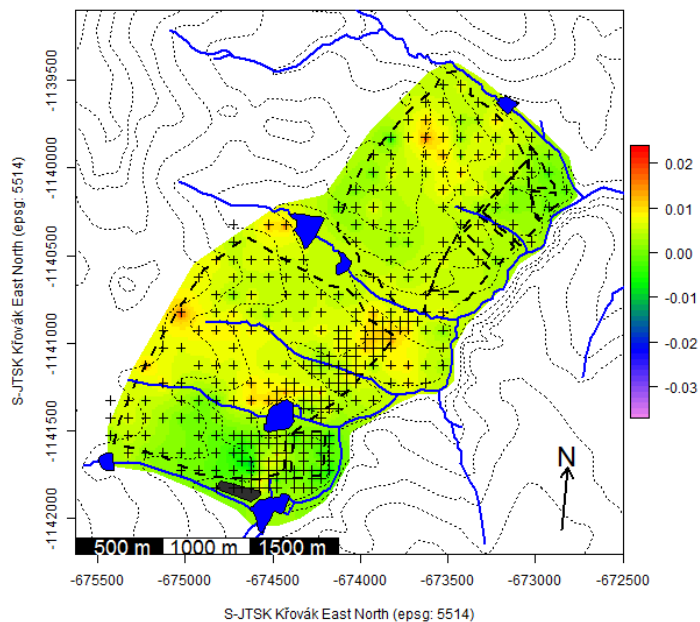 S-JTSK Křovák East North (epsg: 5514)
-1139500
-1140000
-1140500
-1141000
-1141500
-1142000
N
500 m 1000 m 1500 m
0.02
0.01
0.00
-0.01
-0.02
-0.03
-675500 -675000 -674500 -674000 -673500 -673000 -672500
S-JTSK Křovák East North (epsg: 5514)